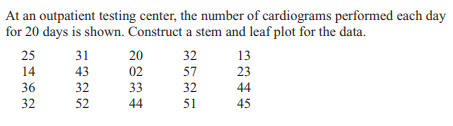 At an outpatient testing center, the number of cardiograms performed each day
for 20 days is shown. Construct a stem and leaf plot for the data.
25 31 20 32 13
14 43 02 57 23
36 32 33 32 44
32 52 44 51 45